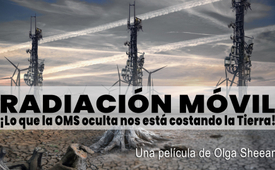 RADIACIÓN MÓVIL
¡Lo que la OMS oculta nos está costando la Tierra!
Una película de Olga Sheean